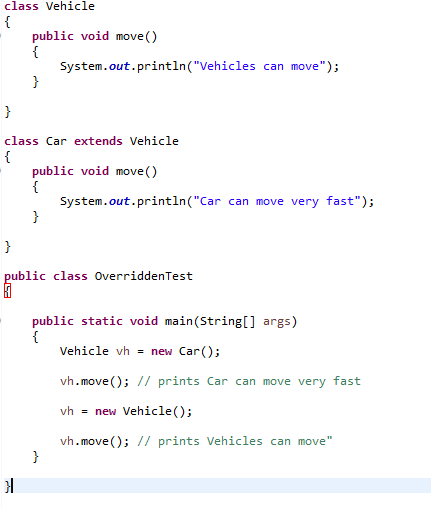 class Vehicle
{
    public void move()
    {
        System.out.println("Vehicles can move");
    }
}
class Car extends Vehicle
{
    public void move()
    {
        System.out.println("Car can move very fast");
    }
}
public class OverriddenTest
{
    public static void main(String[] args)
    {
        Vehicle vh = new Car();
        vh.move(); // prints Car can move very fast
        vh = new Vehicle();
        vh.move(); // prints Vehicles can move"
    }
}